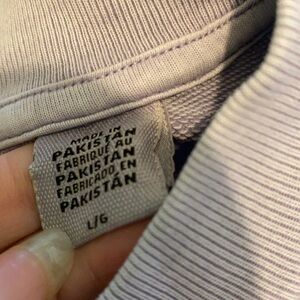 MADE IN
PAKISTAN
FABRIQUÉ AU
PAKISTAN
FABRICADO EN
PAKISTÁN
L/G